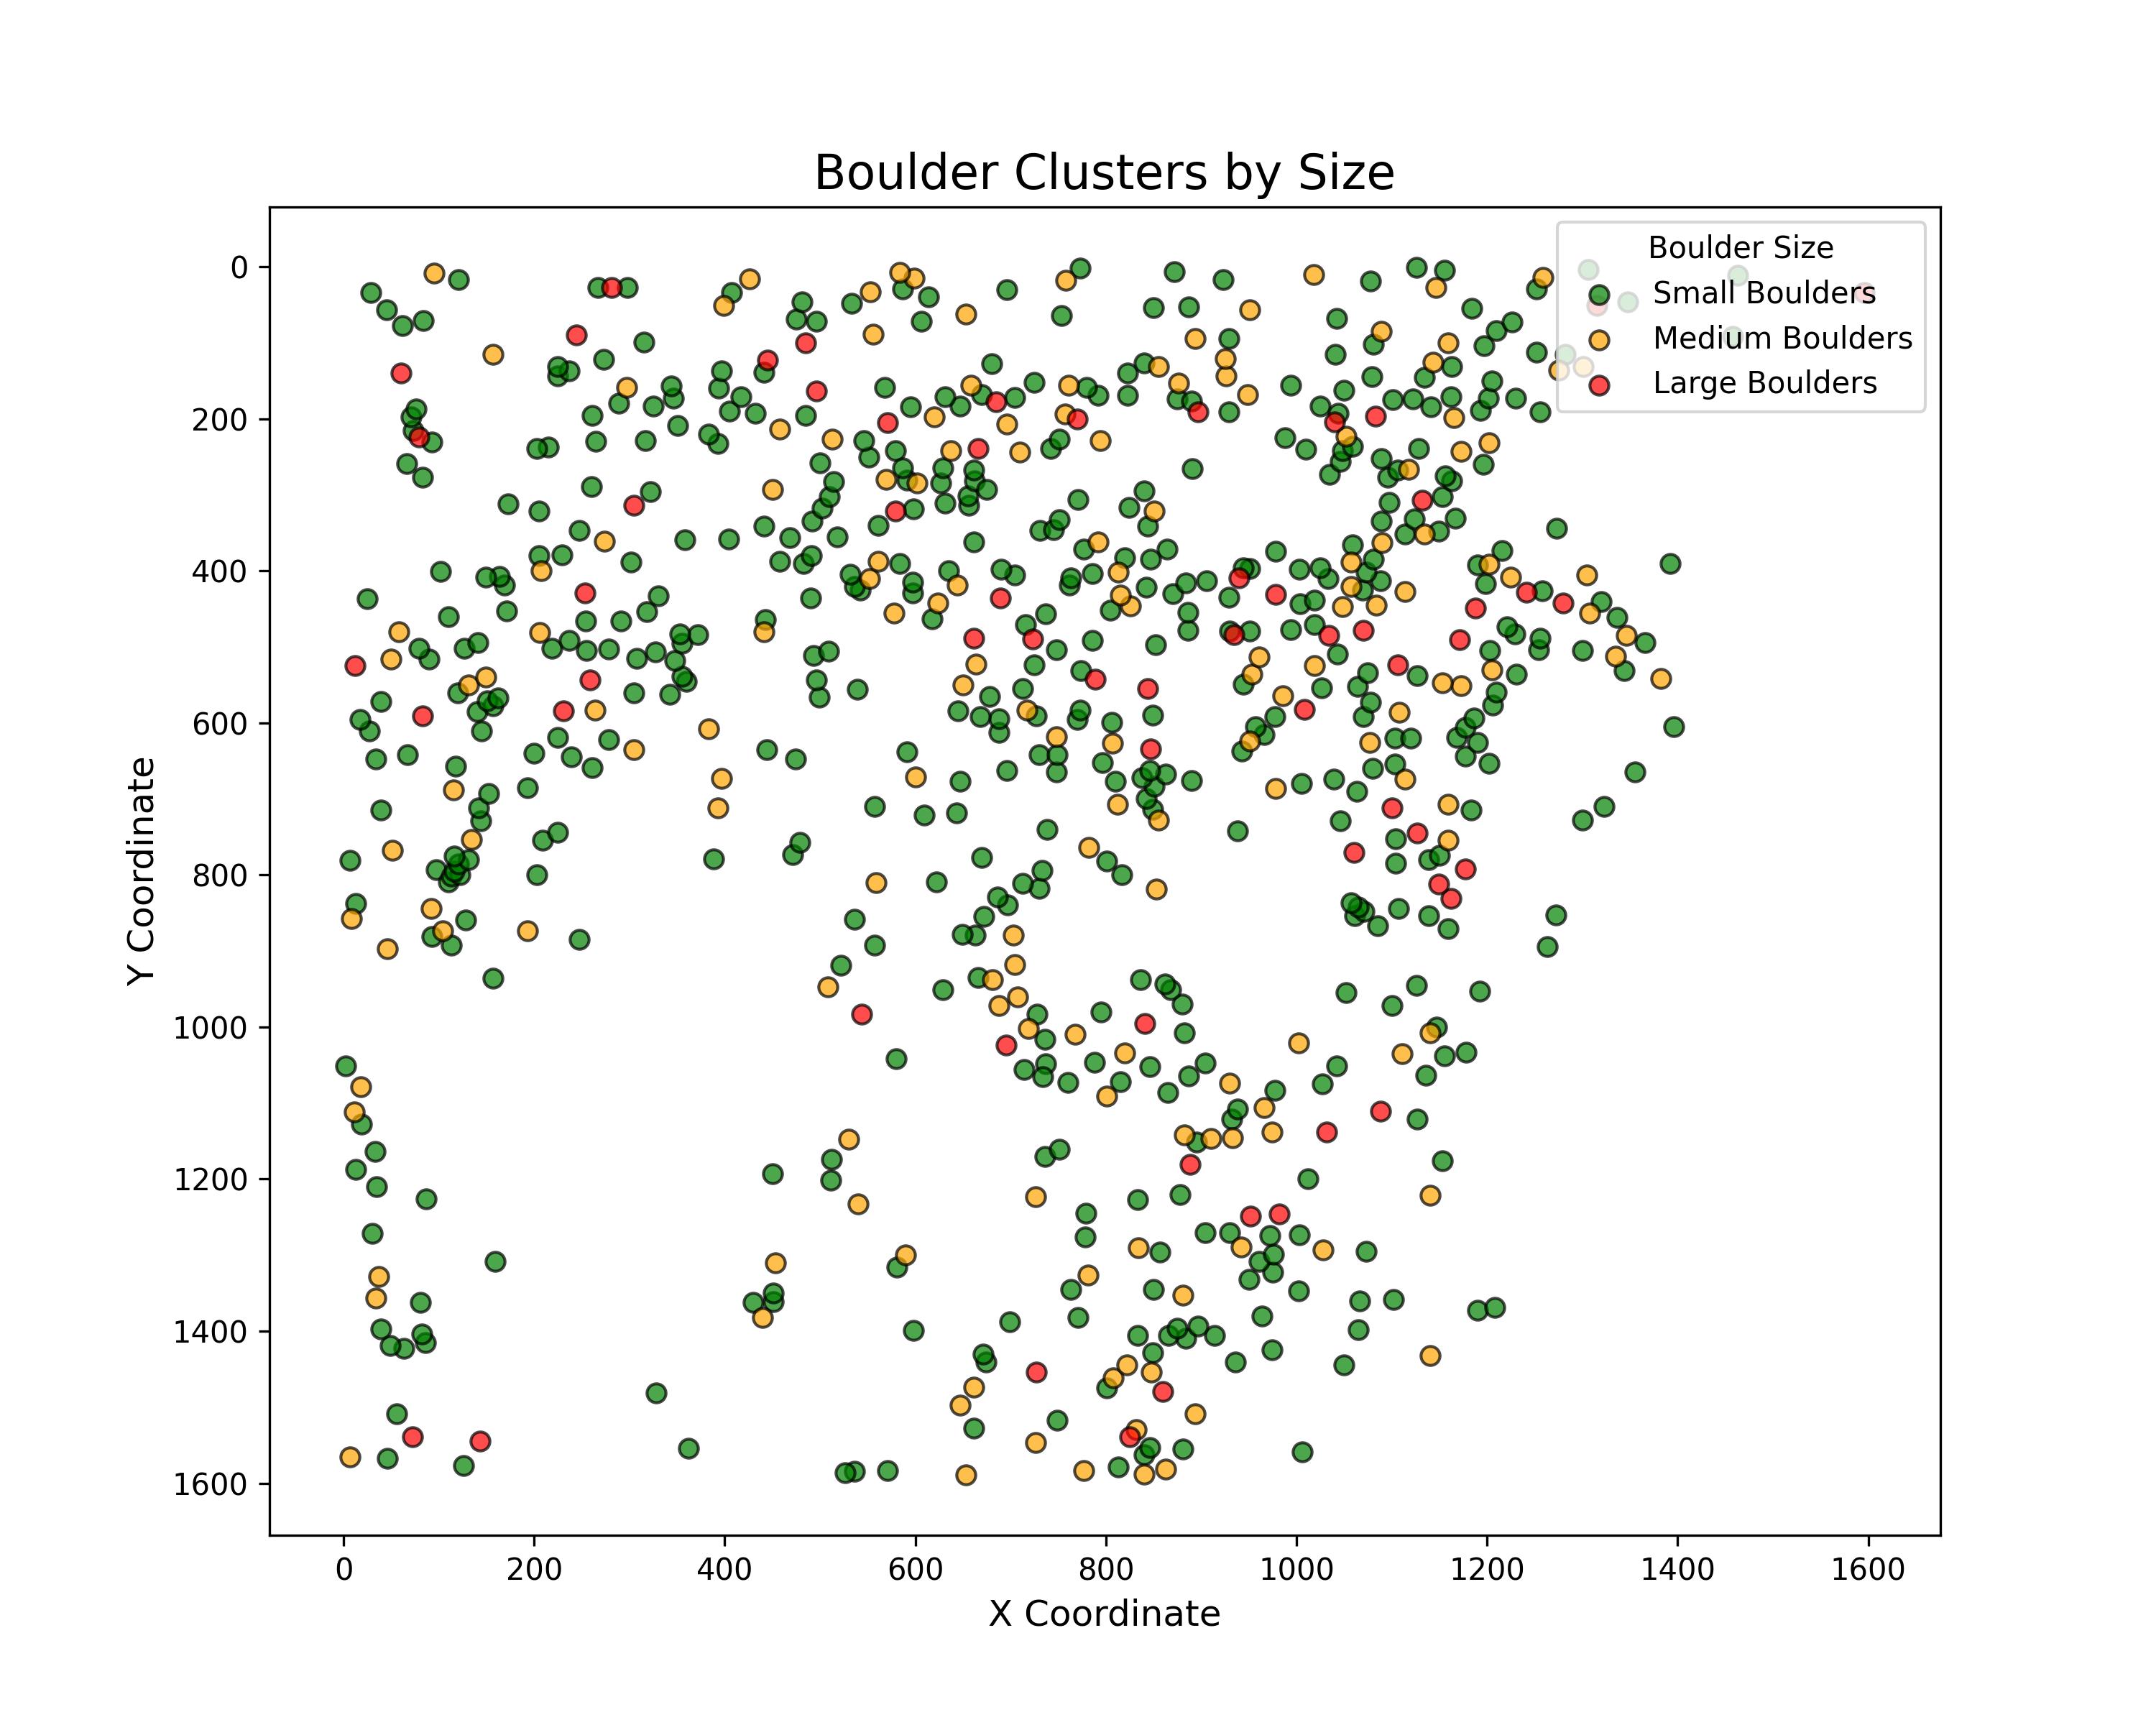 Boulder Clusters by Size
Boulder Size
Small Boulders
Medium Boulders
Large Boulders
Y Coordinate
0
200
400
600
800
1000
1200
1400
1600
0 200 400 600 800 1000 1200 1400 1600
X Coordinate